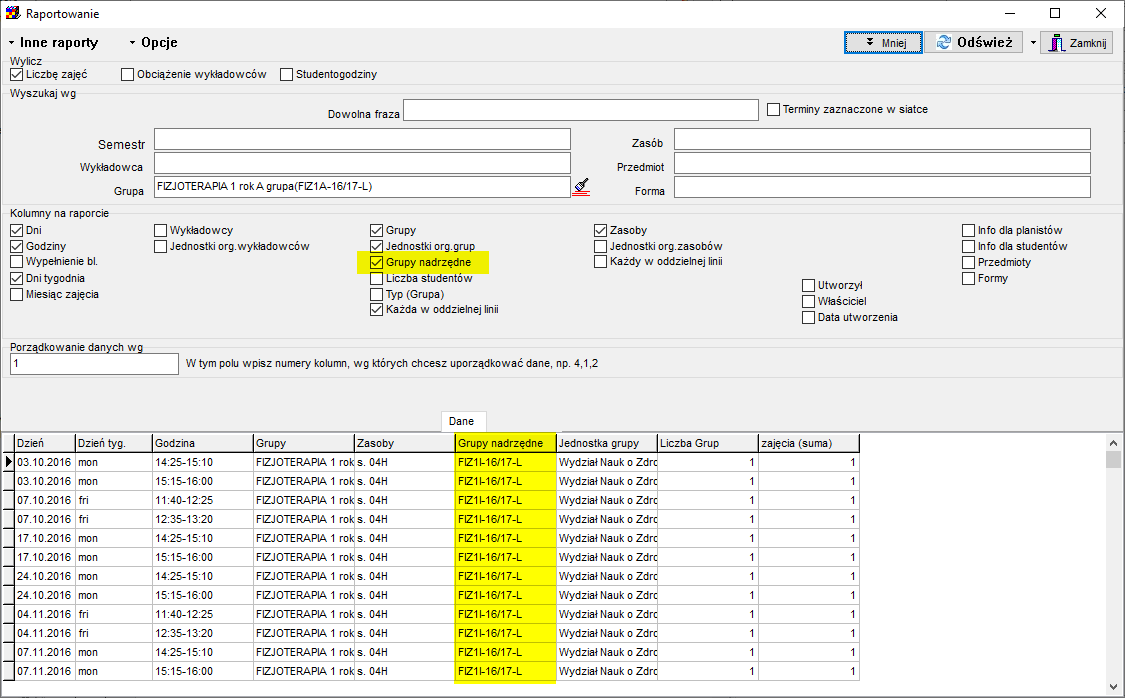 Raportowanie
Inne raporty Opcje Mniej Odśwież Zamknij
Wylicz
Liczbę zajęć Obciążenie wykładowców Studentogodziny
Wyszukaj wg
Dowolna fraza Terminy zaznaczone w siatce
Semestr Zasób
Wykładowca Przedmiot
Grupa FIZJOTERAPIA 1 rok A grupa(FIZ1A-16/17-L) Forma
Kolumny na raporcie
Dni Wykładowcy Grupy Zasoby Info dla planistów
Godziny Jednostki org.wykładowców Jednostki org.grup Jednostki org.zasobów Info dla studentów
Wypełnienie bl. Grupy nadrzędne Każdy w oddzielnej linii Przedmioty
Dni tygodnia Liczba studentów Formy
Utworzył
Miesiąc zajęcia Typ (Grupa) Właściciel
Każda w oddzielnej linii Data utworzenia
Porządkowanie danych wg
1 W tym polu wpisz numery kolumn, wg których chcesz uporządkować dane, np. 4,1,2
Dane
Dzień Dzień tyg. Godzina Grupy Zasoby Grupy nadrzędne Jednostka grupy Liczba Grup zajęcia (suma)
03.10.2016 mon 14:25-15:10 FIZJOTERAPIA 1 rok s. 04H FIZ1I-16/17-L Wydział Nauk o Zdro 1 1
03.10.2016 mon 15:15-16:00 FIZJOTERAPIA 1 rok s. 04H FIZ1I-16/17-L Wydział Nauk o Zdro 1 1
07.10.2016 fri 11:40-12:25 FIZJOTERAPIA 1 rok s. 04H FIZ1I-16/17-L Wydział Nauk o Zdro 1 1
07.10.2016 fri 12:35-13:20 FIZJOTERAPIA 1 rok s. 04H FIZ1I-16/17-L Wydział Nauk o Zdro 1 1
17.10.2016 mon 14:25-15:10 FIZJOTERAPIA 1 rok s. 04H FIZ1I-16/17-L Wydział Nauk o Zdro 1 1
17.10.2016 mon 15:15-16:00 FIZJOTERAPIA 1 rok s. 04H FIZ1I-16/17-L Wydział Nauk o Zdro 1 1
24.10.2016 mon 14:25-15:10 FIZJOTERAPIA 1 rok s. 04H FIZ1I-16/17-L Wydział Nauk o Zdro 1 1
24.10.2016 mon 15:15-16:00 FIZJOTERAPIA 1 rok s. 04H FIZ1I-16/17-L Wydział Nauk o Zdro 1 1
04.11.2016 fri 11:40-12:25 FIZJOTERAPIA 1 rok s. 04H FIZ1I-16/17-L Wydział Nauk o Zdro 1 1
04.11.2016 fri 12:35-13:20 FIZJOTERAPIA 1 rok s. 04H FIZ1I-16/17-L Wydział Nauk o Zdro 1 1
07.11.2016 mon 14:25-15:10 FIZJOTERAPIA 1 rok s. 04H FIZ1I-16/17-L Wydział Nauk o Zdro 1 1
07.11.2016 mon 15:15-16:00 FIZJOTERAPIA 1 rok s. 04H FIZ1I-16/17-L Wydział Nauk o Zdro 1 1